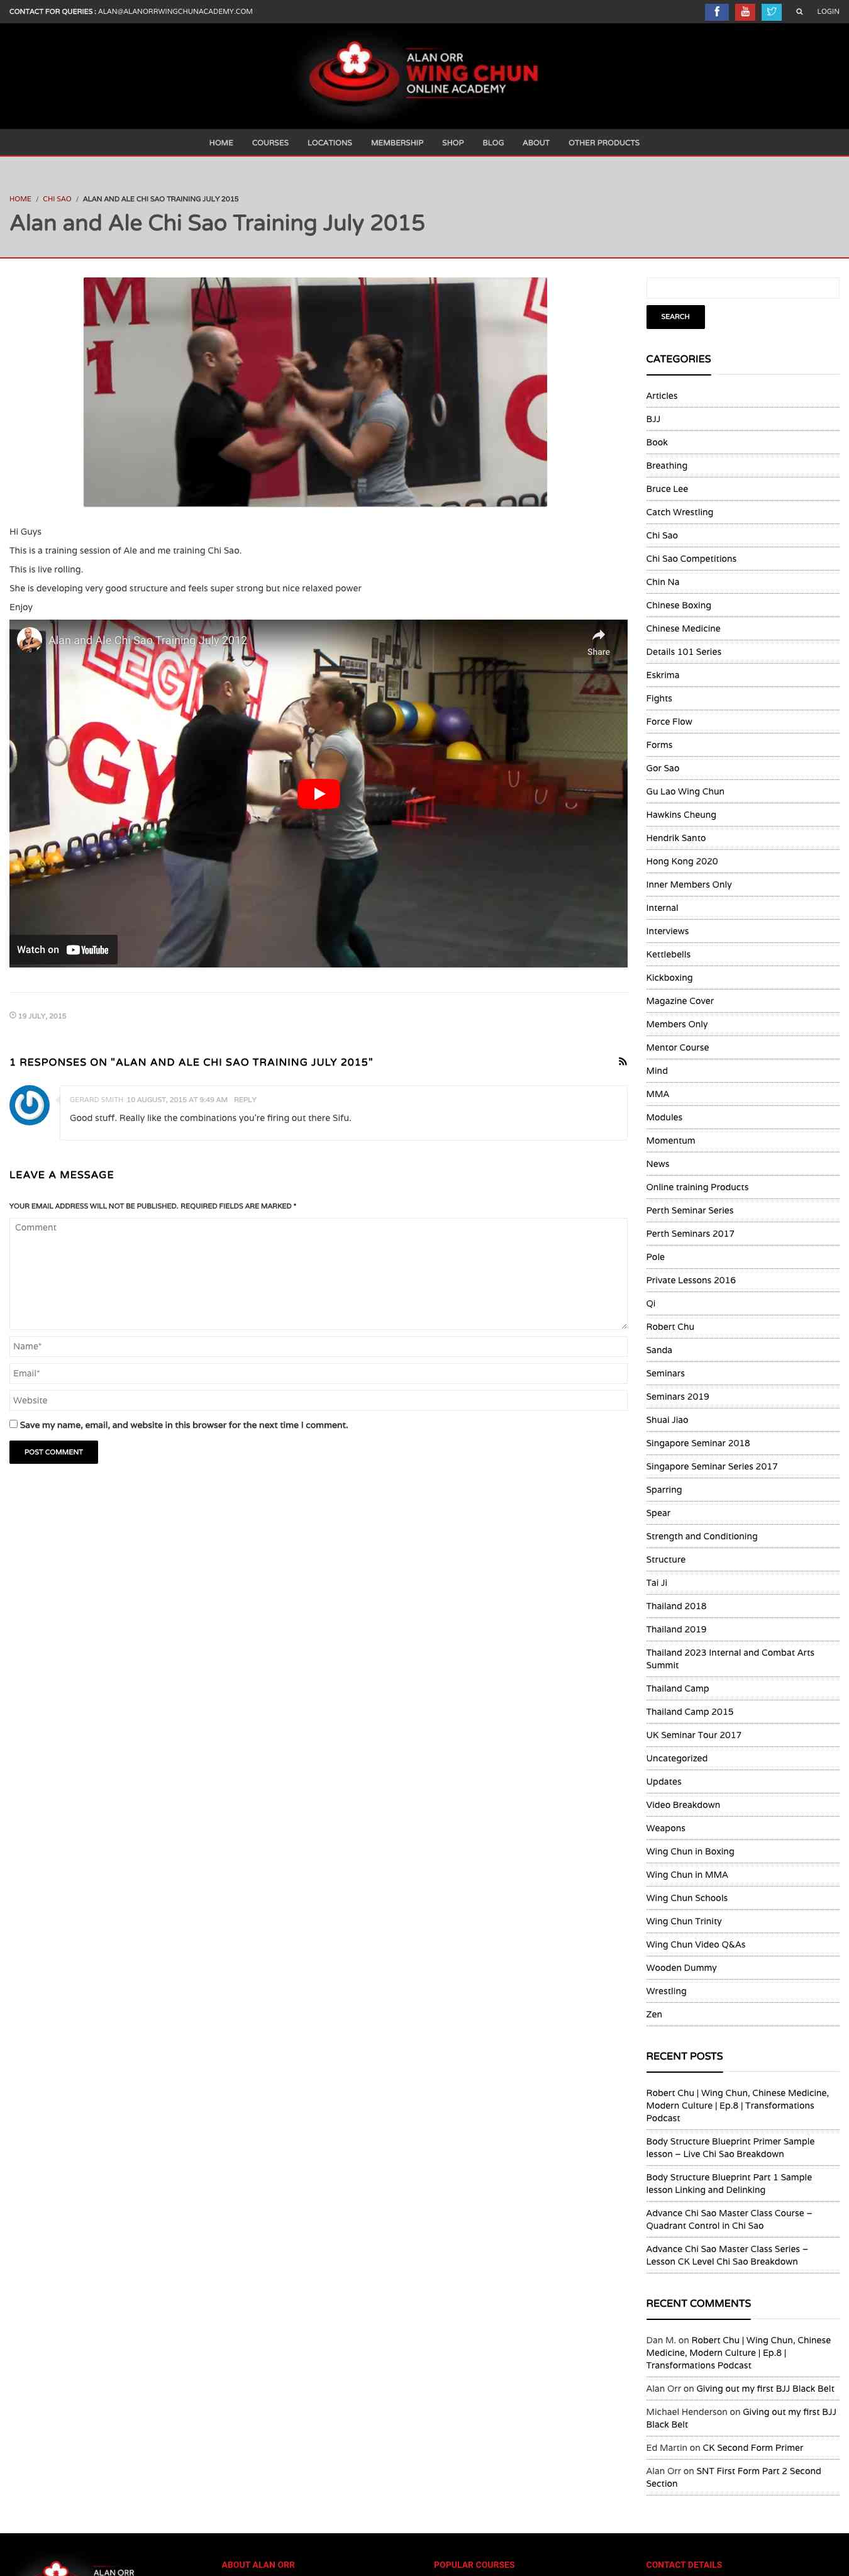 CONTACT FOR QUERIES : ALAN@ALANORRWINGCHUNACADEMY.COM
LOGIN
ALAN ORR
WING CHUN
ONLINE ACADEMY
HOME COURSES LOCATIONS MEMBERSHIP SHOP BLOG ABOUT OTHER PRODUCTS
HOME / CHI SAO / ALAN AND ALE CHI SAO TRAINING JULY 2015
Alan and Ale Chi Sao Training July 2015
Hi Guys
This is a training session of Ale and me training Chi Sao.
This is live rolling.
She is developing very good structure and feels super strong but nice relaxed power
Enjoy
Alan and Ale Chi Sao Training July 2012
Share
LEGI
GY
Watch on YouTube
19 JULY, 2015
1 RESPONSES ON "ALAN AND ALE CHI SAO TRAINING JULY 2015"
GERARD SMITH 10 AUGUST, 2015 AT 9:49 AM REPLY
Good stuff. Really like the combinations you're firing out there Sifu.
LEAVE A MESSAGE
YOUR EMAIL ADDRESS WILL NOT BE PUBLISHED. REQUIRED FIELDS ARE MARKED *
Comment
Name*
Email*
Website
Save my name, email, and website in this browser for the next time I comment.
POST COMMENT
SEARCH
CATEGORIES
Articles
BJJ
Book
Breathing
Bruce Lee
Catch Wrestling
Chi Sao
Chi Sao Competitions
Chin Na
Chinese Boxing
Chinese Medicine
Details 101 Series
Eskrima
Fights
Force Flow
Forms
Gor Sao
Gu Lao Wing Chun
Hawkins Cheung
Hendrik Santo
Hong Kong 2020
Inner Members Only
Internal
Interviews
Kettlebells
Kickboxing
Magazine Cover
Members Only
Mentor Course
Mind
MMA
Modules
Momentum
News
Online training Products
Perth Seminar Series
Perth Seminars 2017
Pole
Private Lessons 2016
Qi
Robert Chu
Sanda
Seminars
Seminars 2019
Shuai Jiao
Singapore Seminar 2018
Singapore Seminar Series 2017
Sparring
Spear
Strength and Conditioning
Structure
Tai Ji
Thailand 2018
Thailand 2019
Thailand 2023 Internal and Combat Arts
Summit
Thailand Camp
Thailand Camp 2015
UK Seminar Tour 2017
Uncategorized
Updates
Video Breakdown
Weapons
Wing Chun in Boxing
Wing Chun in MMA
Wing Chun Schools
Wing Chun Trinity
Wing Chun Video Q&As
Wooden Dummy
Wrestling
Zen
RECENT POSTS
Robert Chu | Wing Chun, Chinese Medicine,
Modern Culture | Ep.8 | Transformations
Podcast
Body Structure Blueprint Primer Sample
lesson – Live Chi Sao Breakdown
Body Structure Blueprint Part 1 Sample
lesson Linking and Delinking
Advance Chi Sao Master Class Course –
Quadrant Control in Chi Sao
Advance Chi Sao Master Class Series –
Lesson CK Level Chi Sao Breakdown
RECENT COMMENTS
Dan M. on Robert Chu | Wing Chun, Chinese
Medicine, Modern Culture | Ep.8 |
Transformations Podcast
Alan Orr on Giving out my first BJJ Black Belt
Michael Henderson on Giving out my first BJJ
Black Belt
Ed Martin on CK Second Form Primer
Alan Orr on SNT First Form Part 2 Second
Section
ALAN ORR
ABOUT ALAN ORR
POPULAR COURSES
CONTACT DETAILS